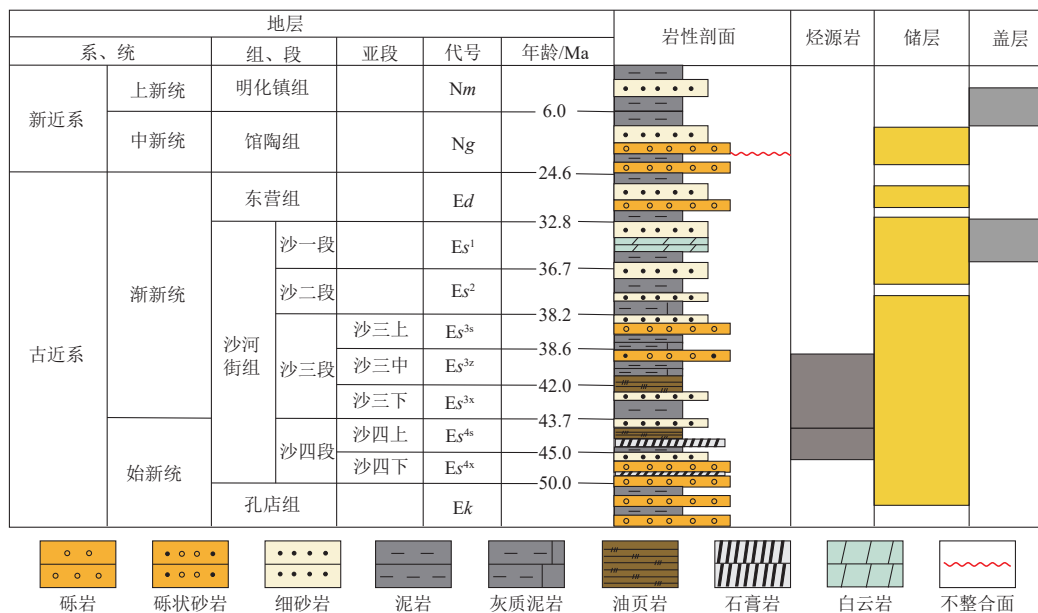 地层
岩性剖面
烃源岩
储层
盖层
系、统
组、段
亚段
代号
年龄/Ma
新近系
上新统
明化镇组
Nm
6.0
中新统
馆陶组
Ng
24.6
古近系
渐新统
东营组
Ed
32.8
沙河
街组
沙一段
Es1
36.7
沙二段
Es2
38.2
沙三段
沙三上
Es3s
38.6
沙三中
Es3z
42.0
沙三下
Es3x
43.7
始新统
沙四段
沙四上
Es4s
45.0
沙四下
Es4x
50.0
孔店组
Ek
砾岩
砾状砂岩
细砂岩
泥岩
灰质泥岩
油页岩
石膏岩
白云岩
不整合面